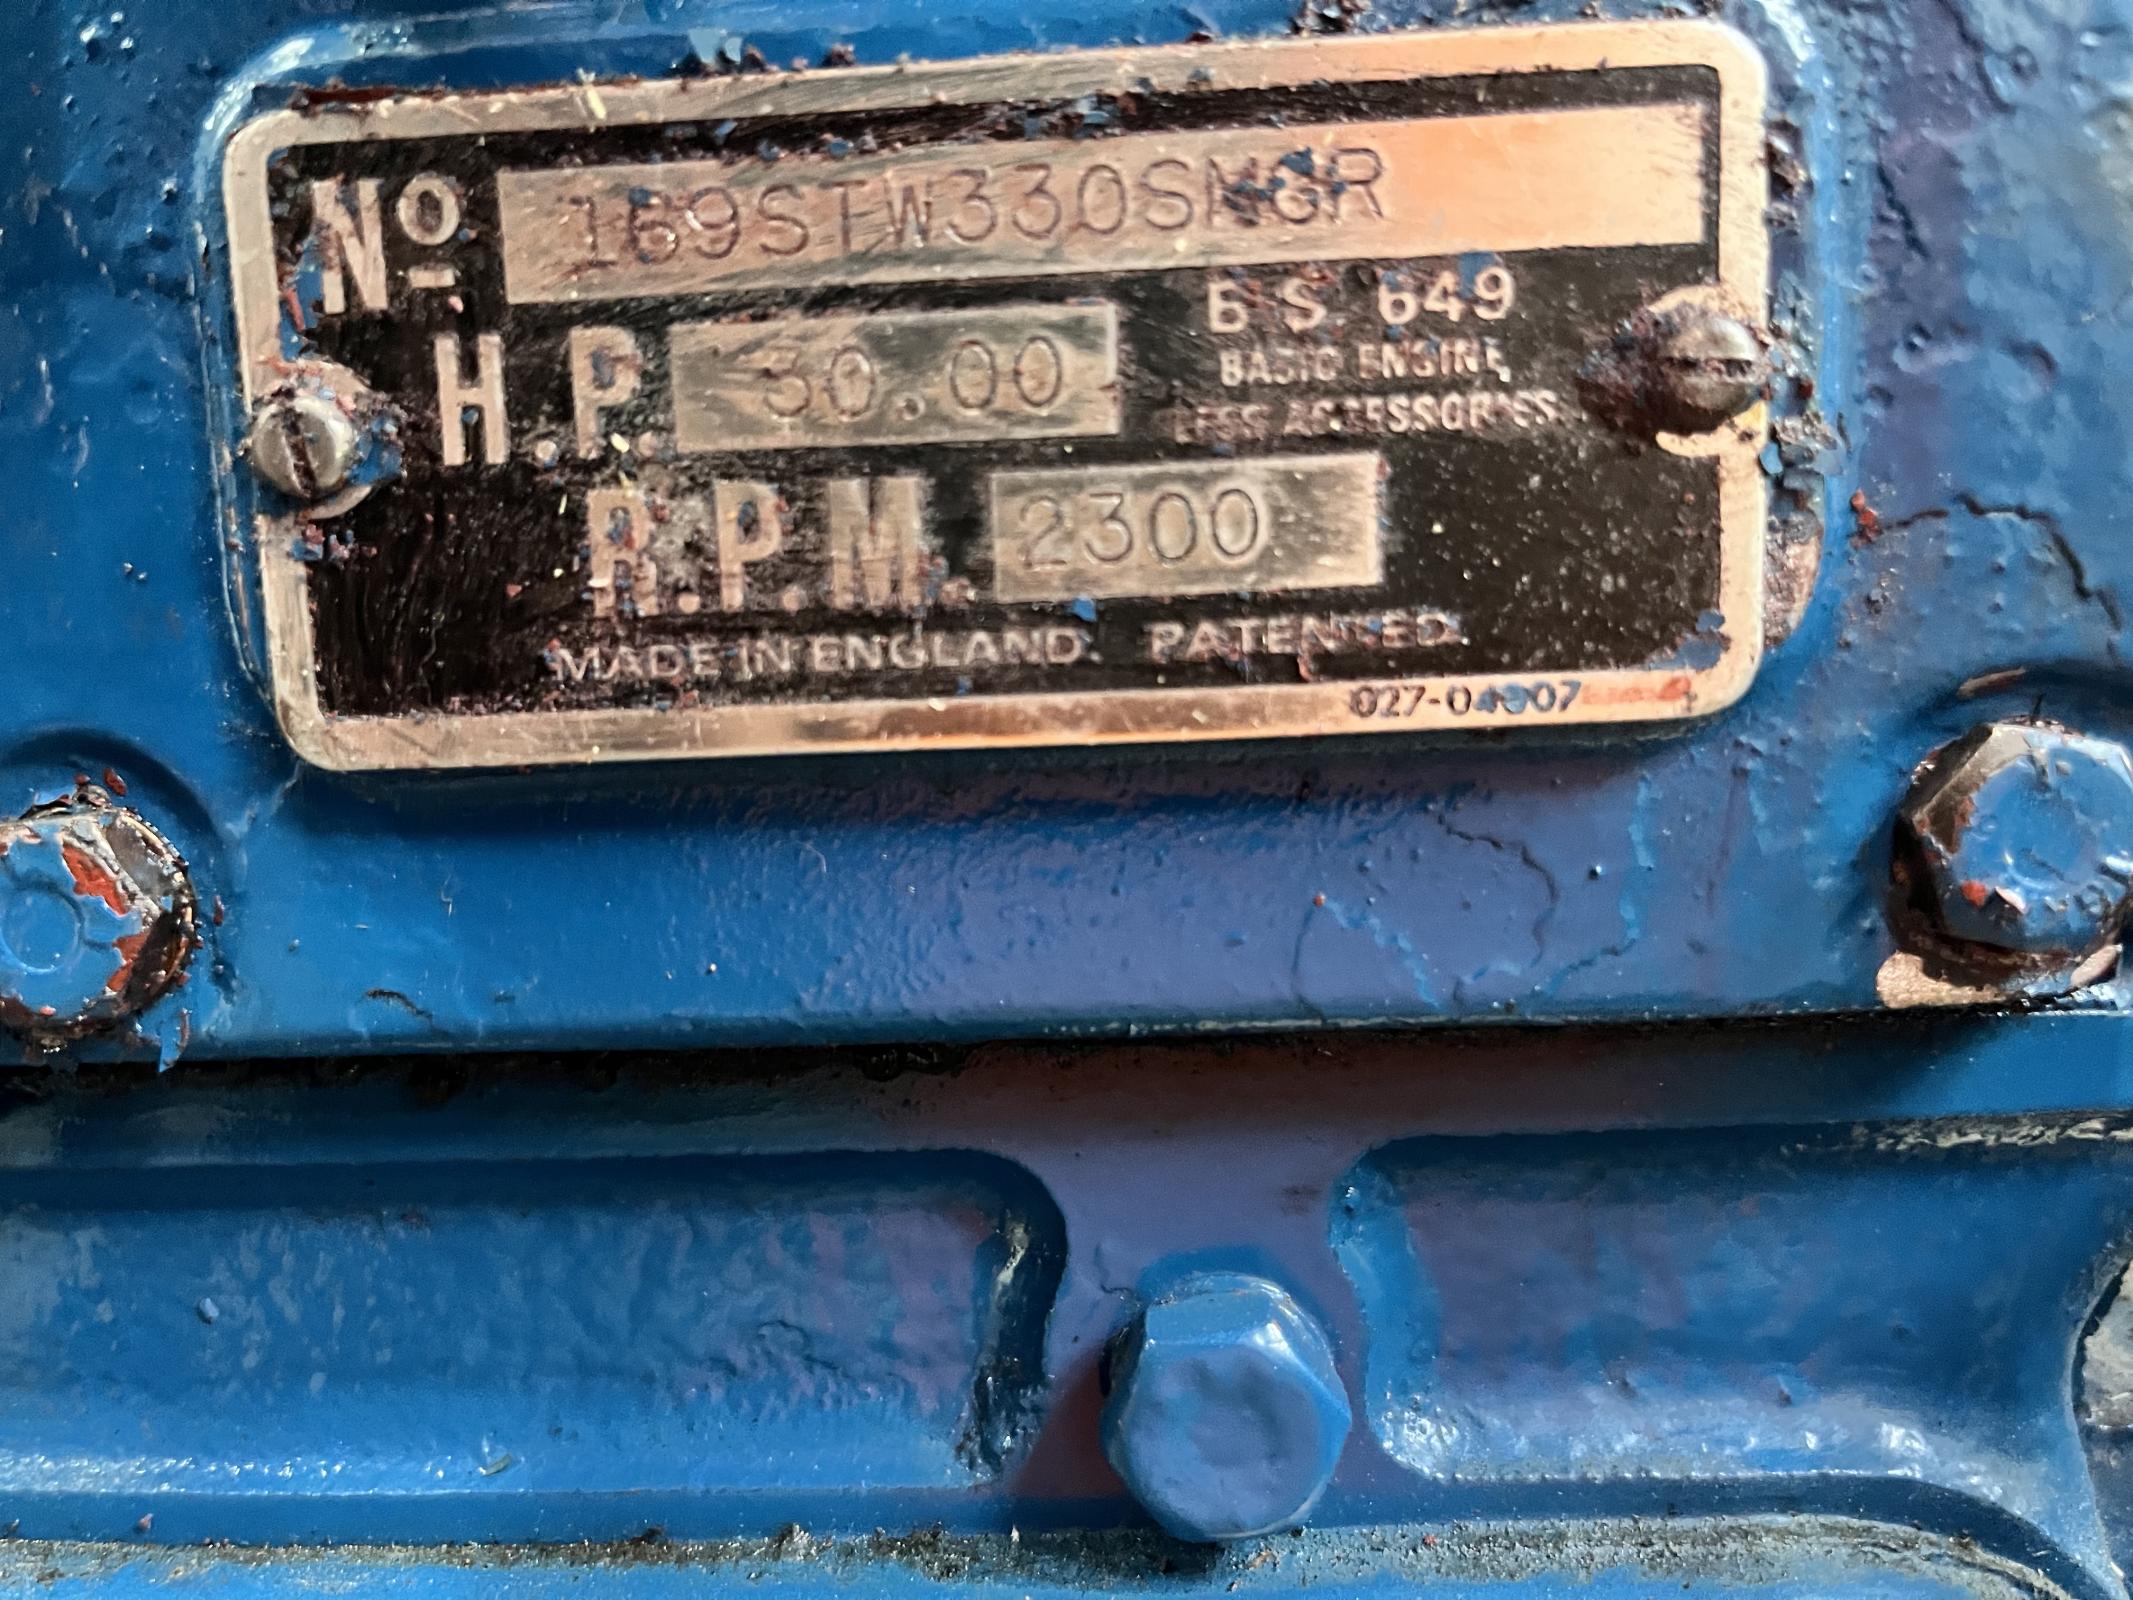 No 169STW330SMGR
H.P. 30.00 BS 649
BASIC ENGINE
LESS ACCESSORIES
R.P.M. 2300
MADE IN ENGLAND. PATENTED.